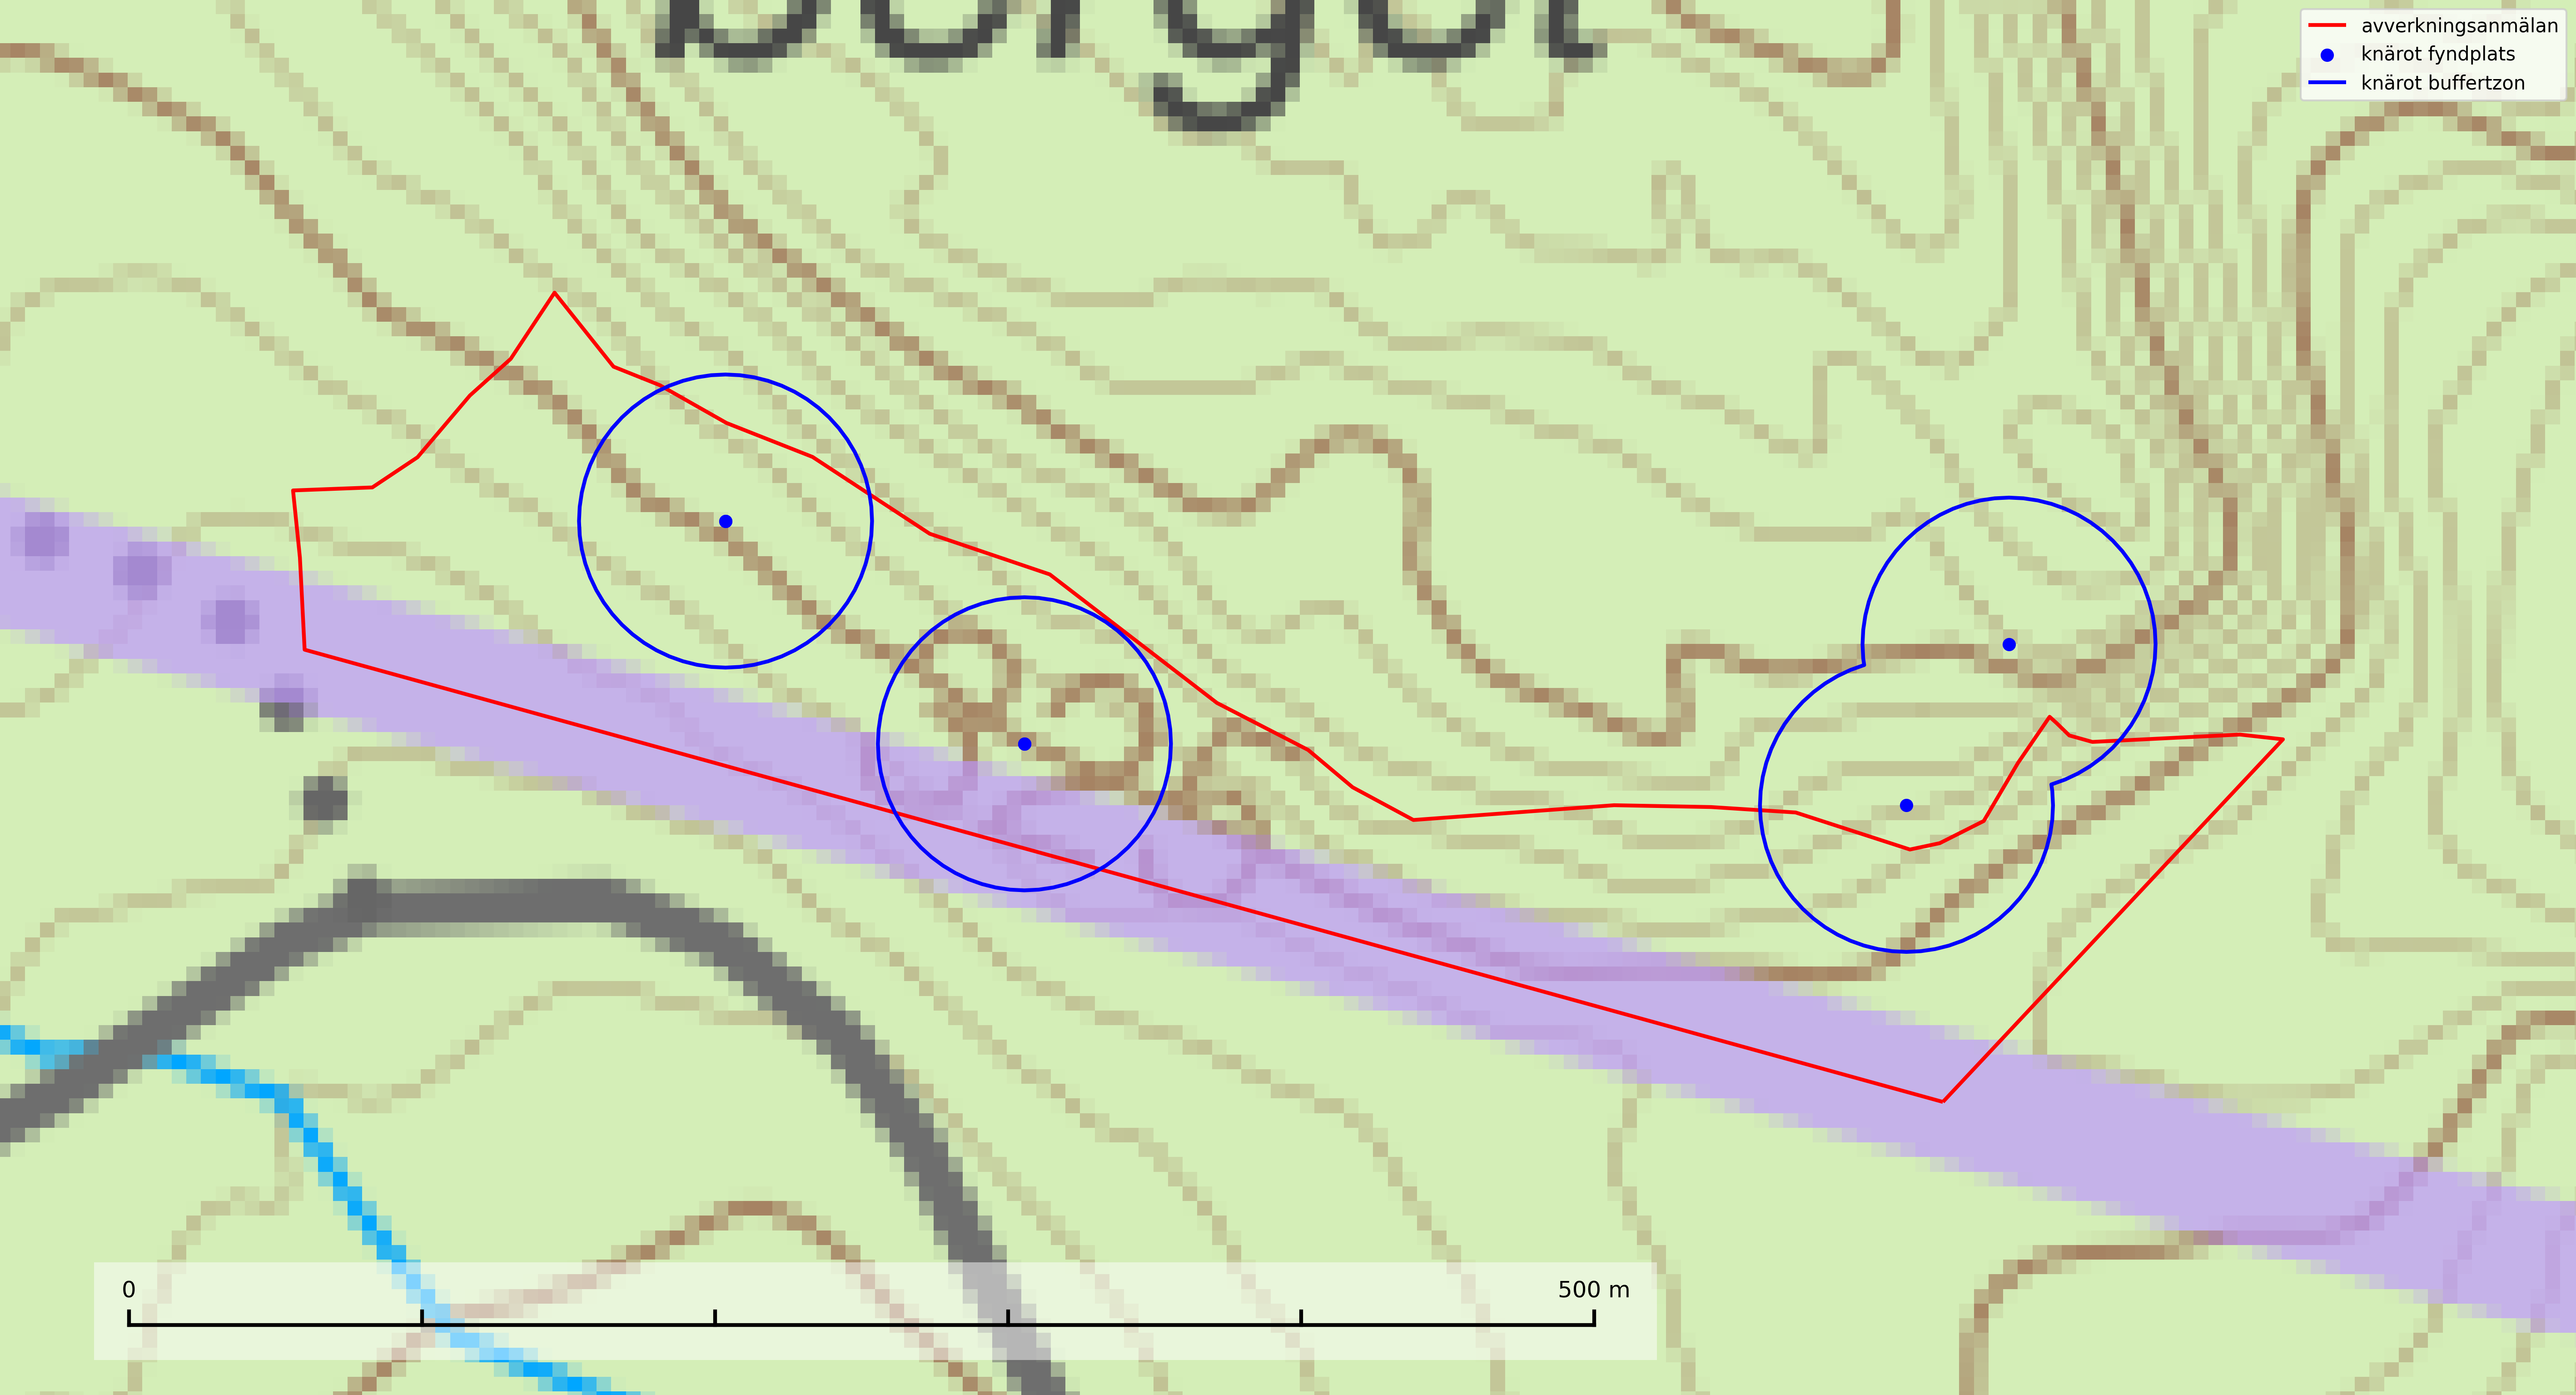 avverkningsanmälan
knärot fyndplats
knärot buffertzon
0
500 m